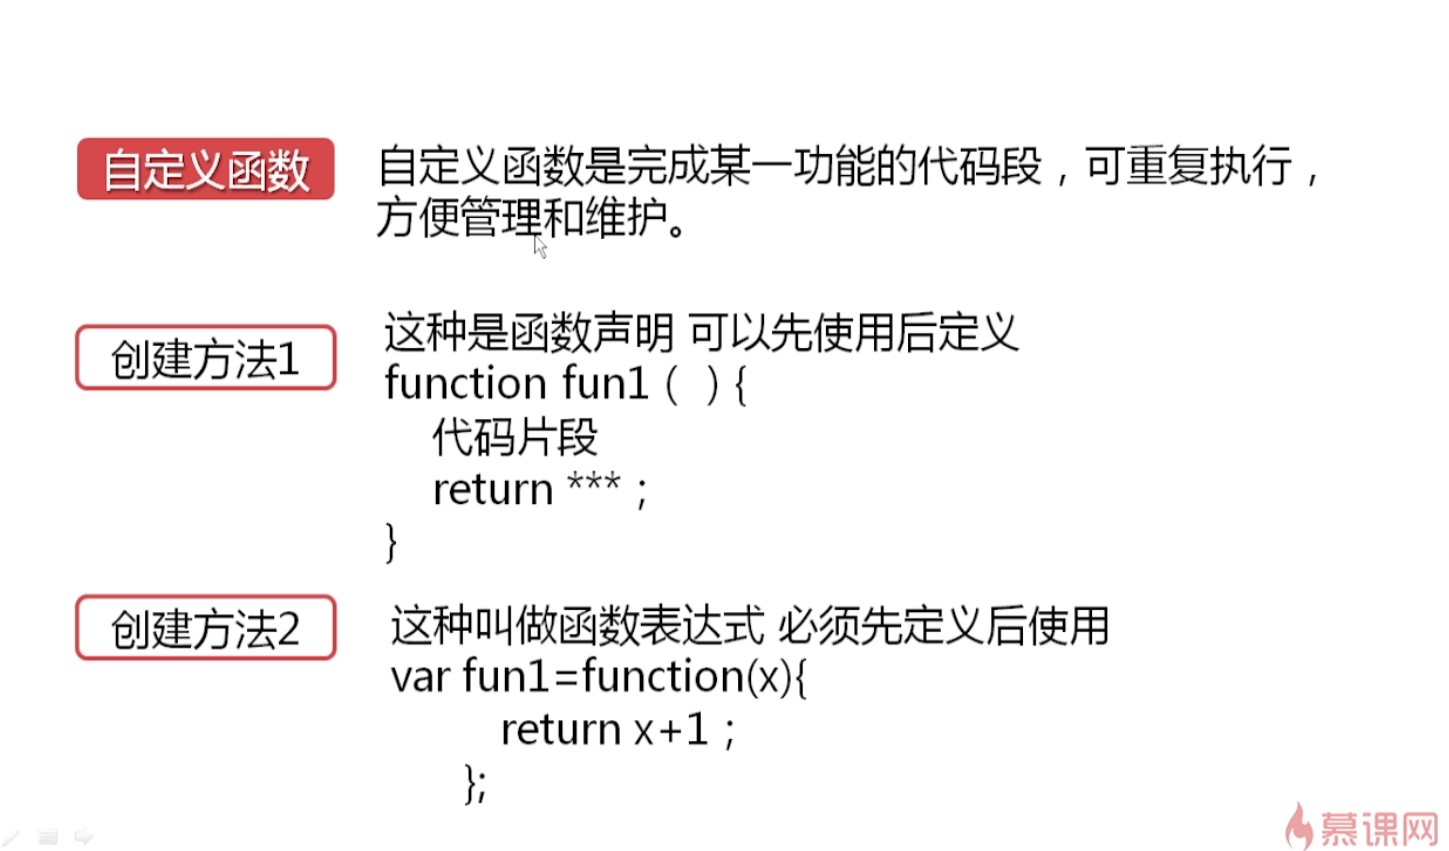 自定义函数
自定义函数是完成某一功能的代码段，可重复执行，
方便管理和维护。
创建方法1
这种是函数声明 可以先使用后定义
function fun1（ ）{
代码片段
return ***；
}
创建方法2
这种叫做函数表达式 必须先定义后使用
var fun1=function(x){
return x+1；
};
慕课网